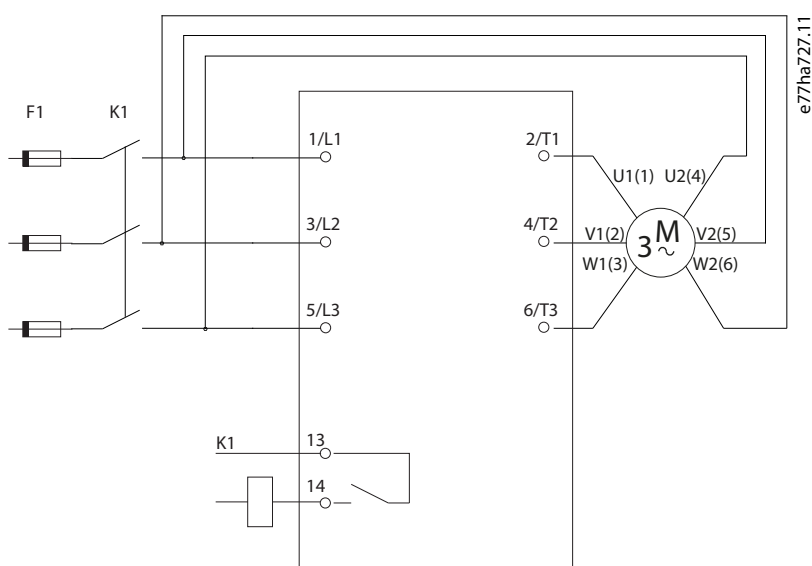 e77ha727.11
F1 K1
1/L1 2/T1
U1(1) U2(4)
3/L2 4/T2 V1(2) V2(5)
3 M ~
W1(3) W2(6)
5/L3 6/T3
K1 13
14